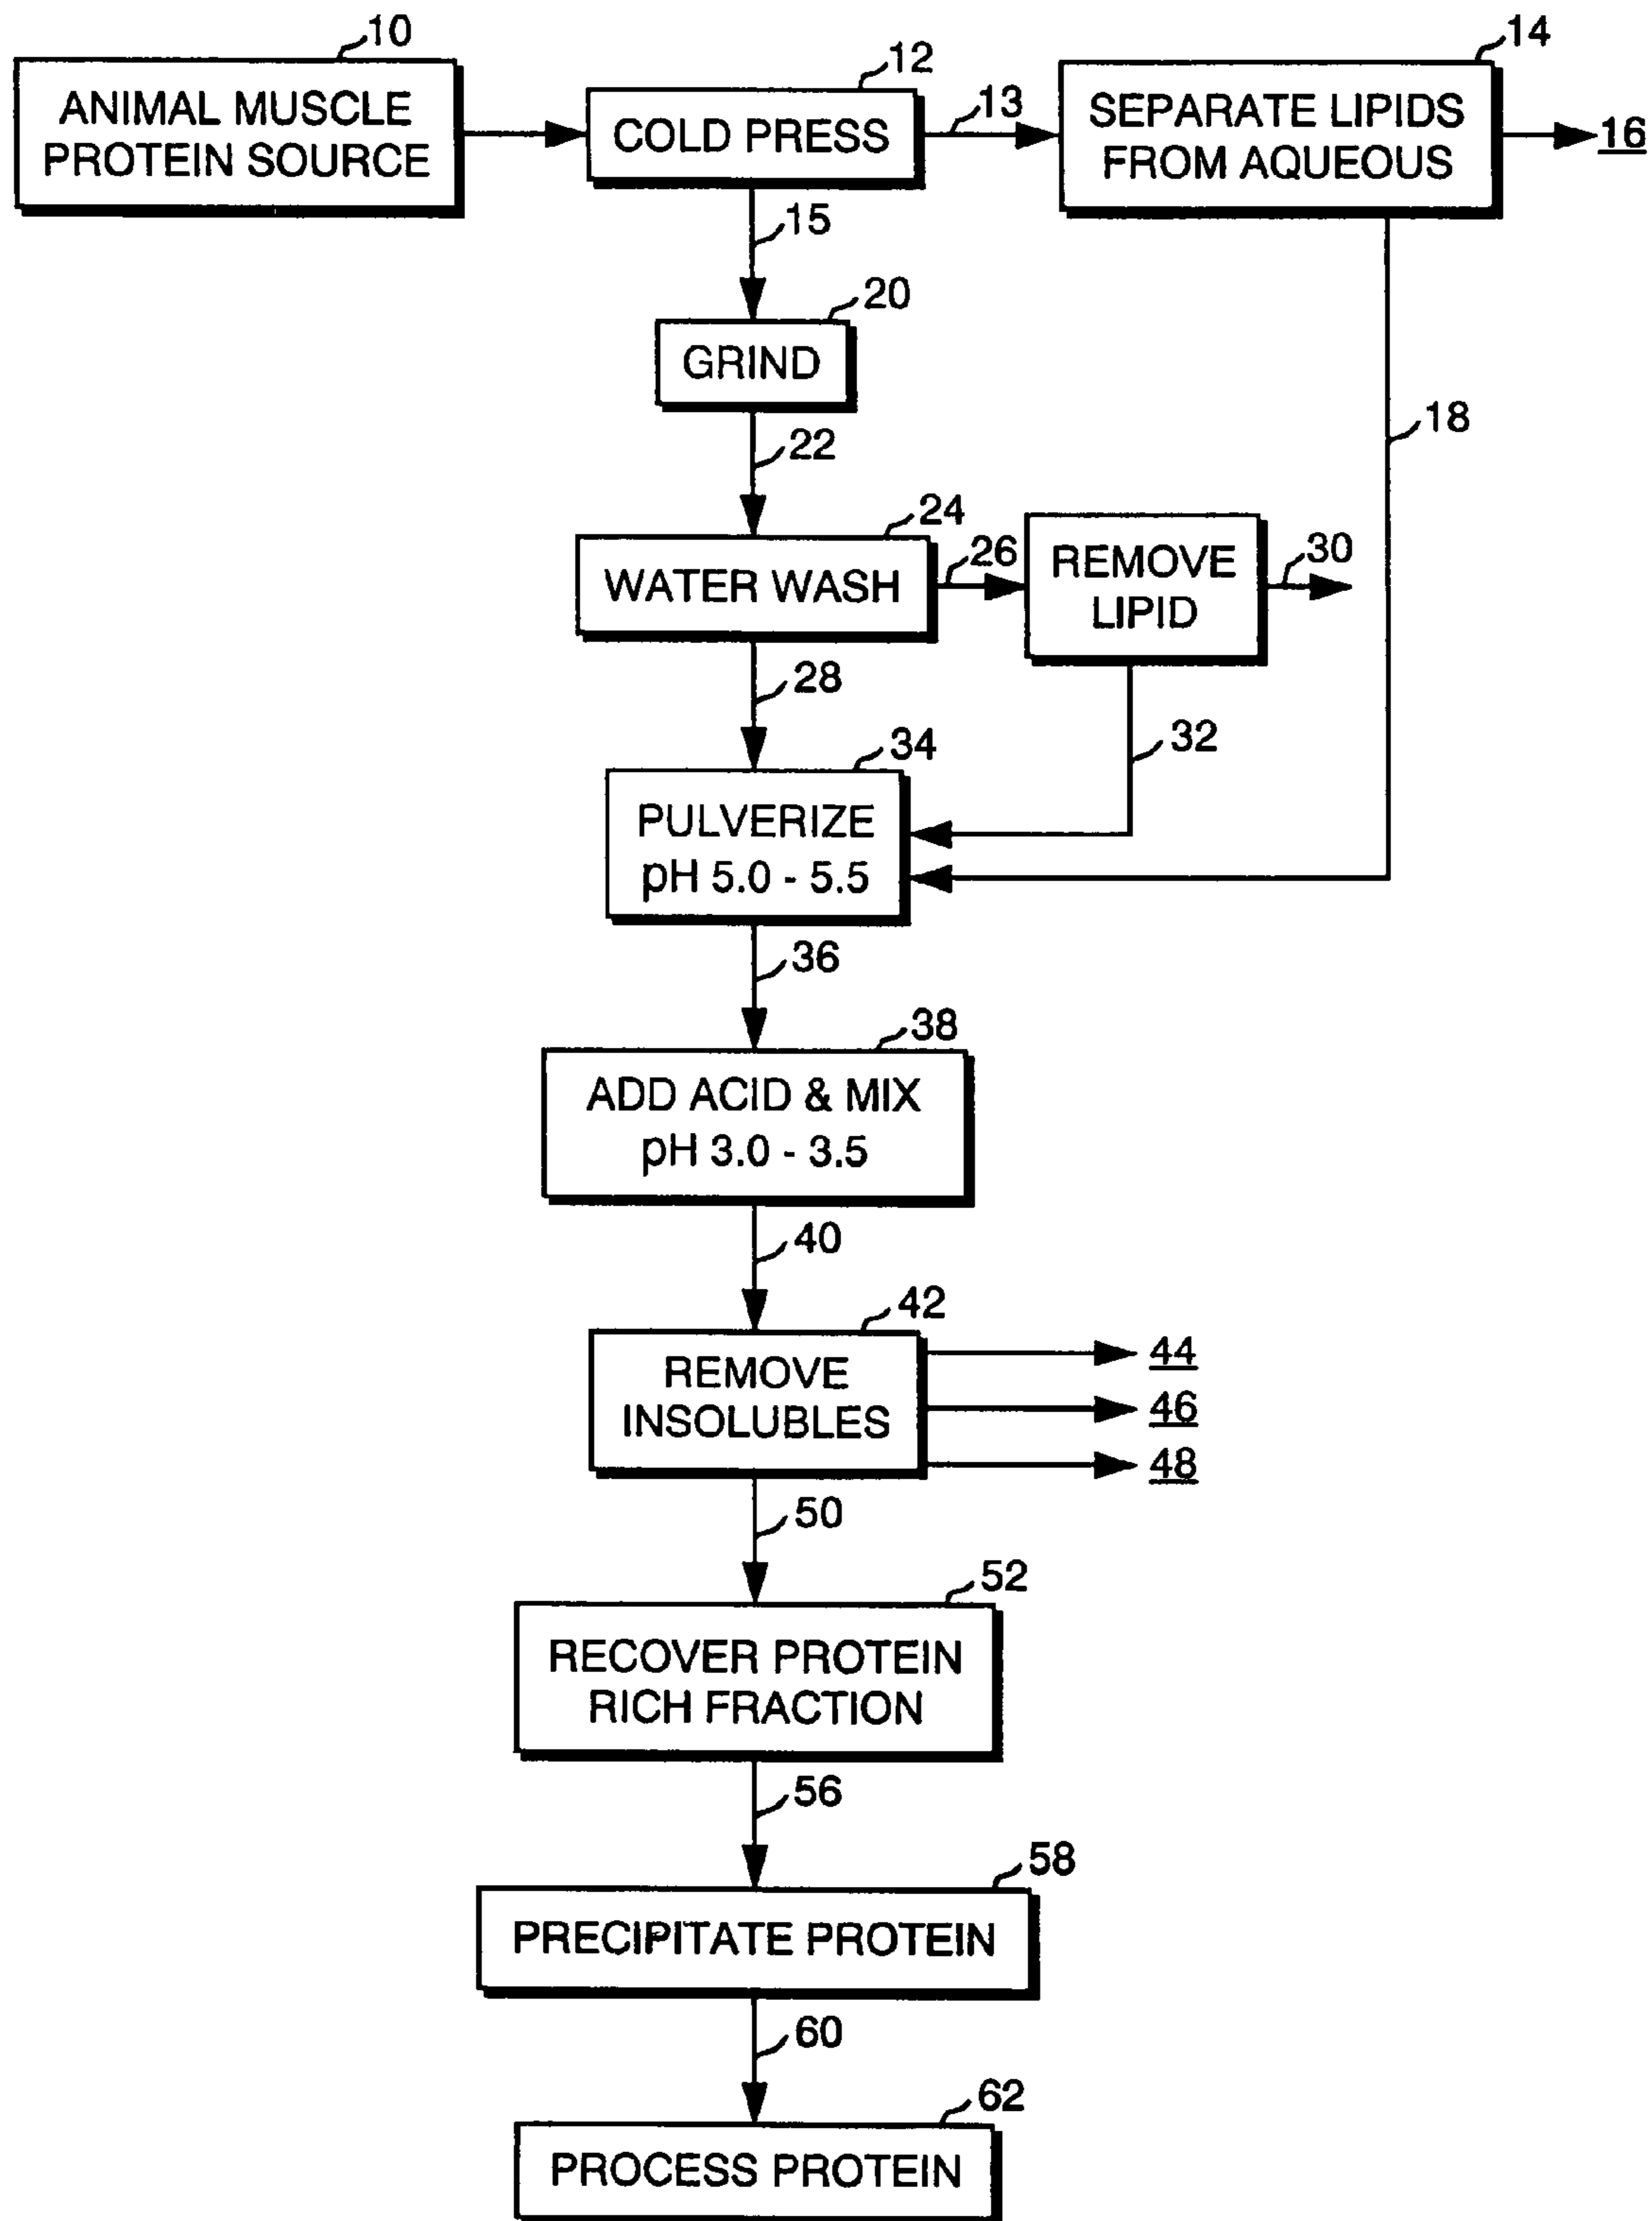 10
ANIMAL MUSCLE
PROTEIN SOURCE
12
COLD PRESS
13
14
SEPARATE LIPIDS
FROM AQUEOUS
16
15
18
20
GRIND
22
24
WATER WASH
26
REMOVE
LIPID
30
28
32
34
PULVERIZE
pH 5.0 - 5.5
36
38
ADD ACID & MIX
pH 3.0 - 3.5
40
42
REMOVE
INSOLUBLES
44
46
48
50
52
RECOVER PROTEIN
RICH FRACTION
56
58
PRECIPITATE PROTEIN
60
62
PROCESS PROTEIN